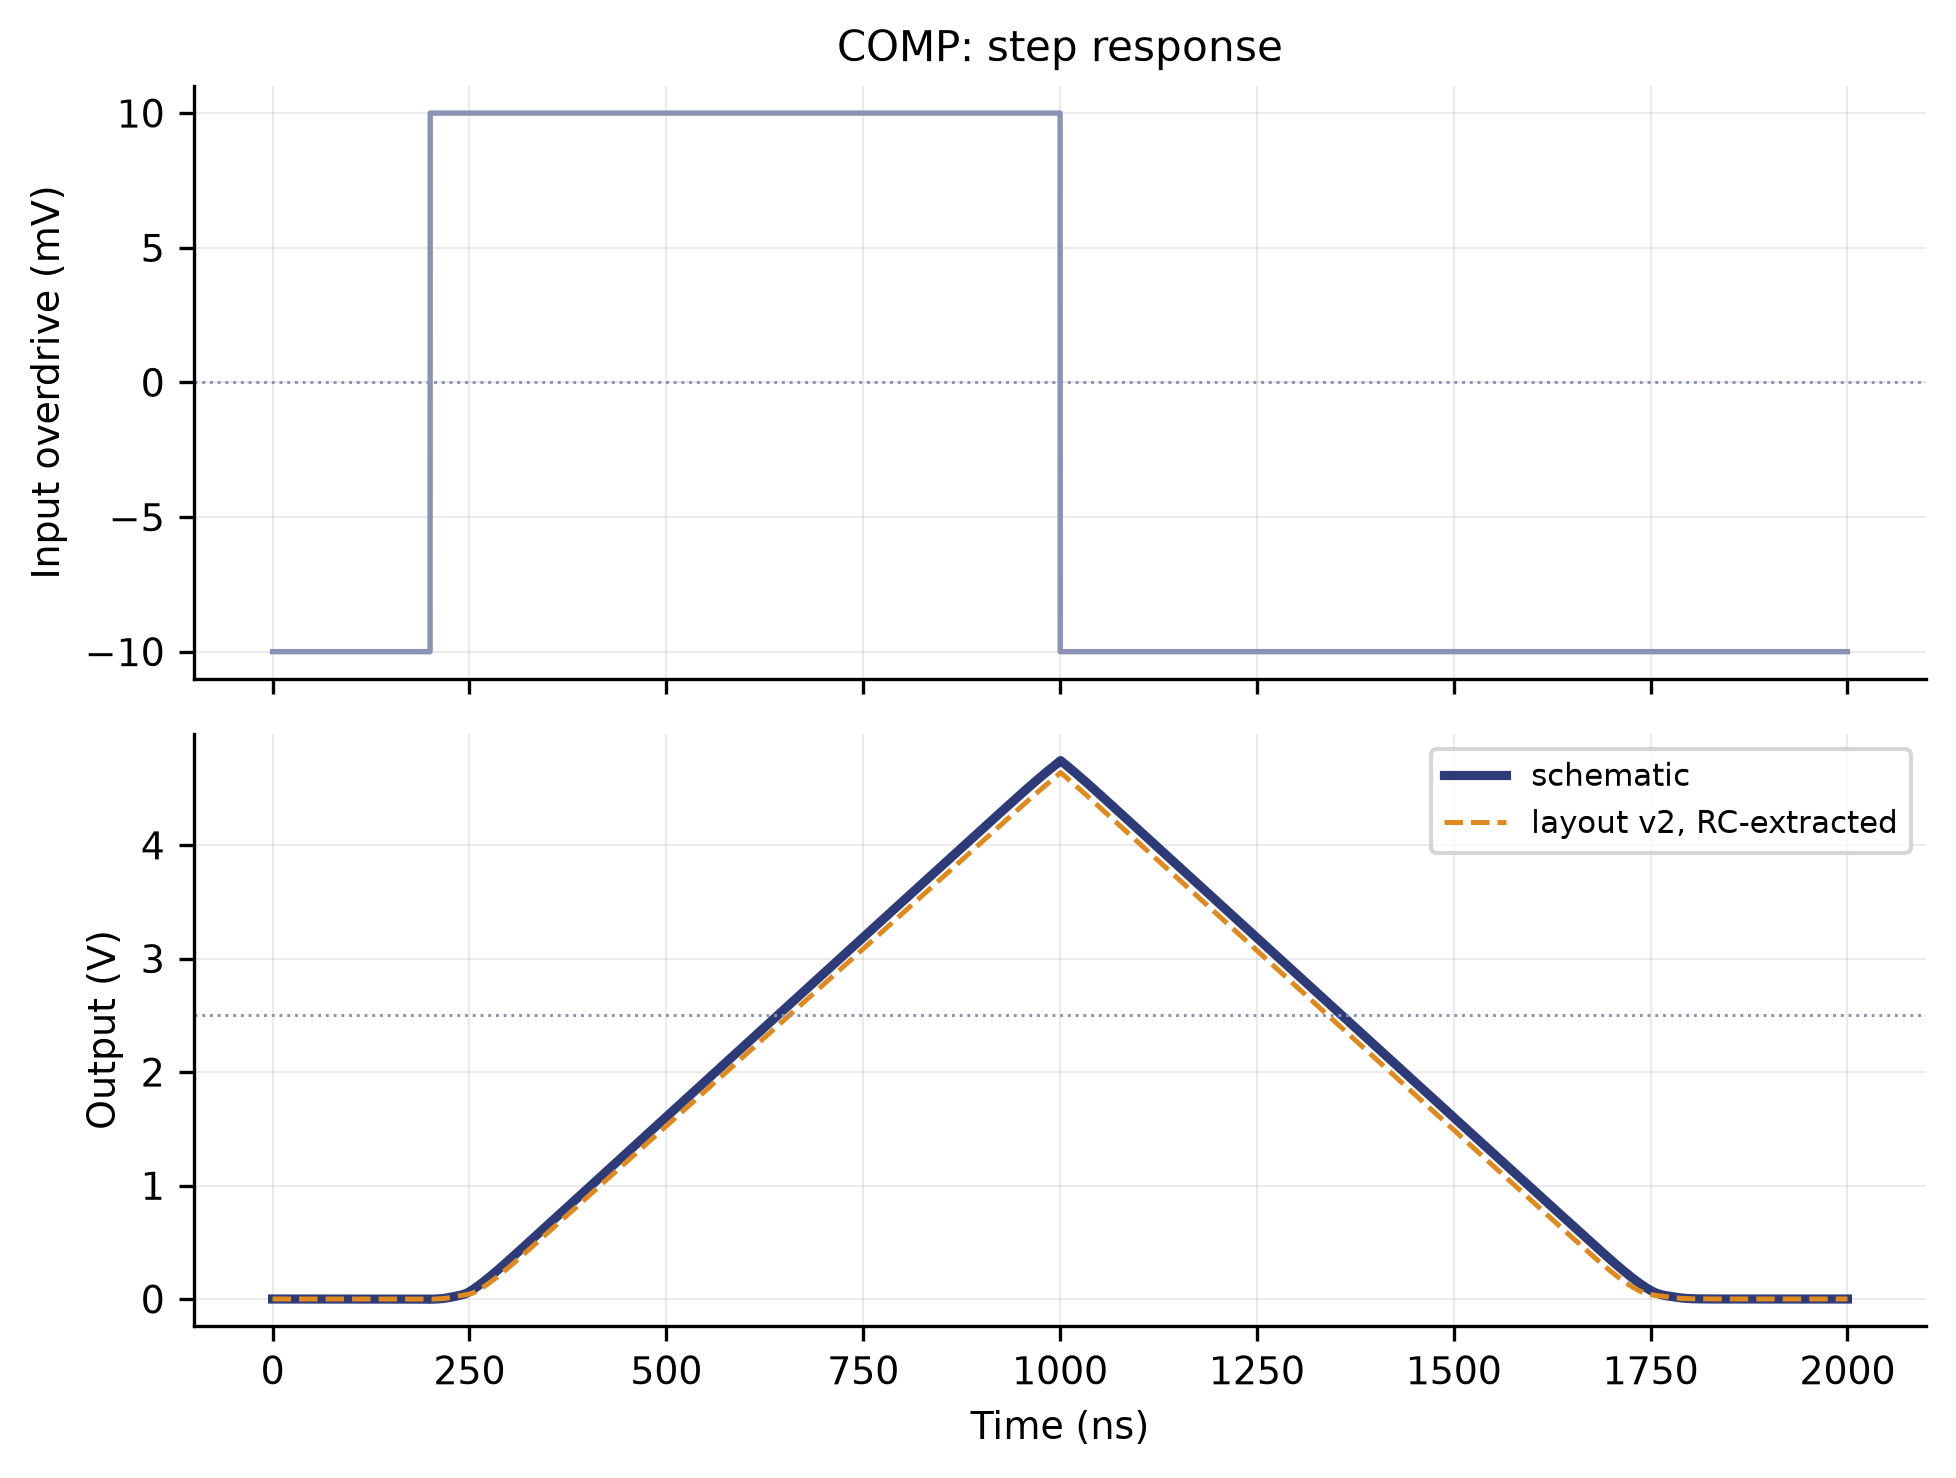 COMP: step response
Input overdrive (mV)
10
5
0
−5
−10
Output (V)
4
3
2
1
0
schematic
layout v2, RC-extracted
0 250 500 750 1000 1250 1500 1750 2000
Time (ns)